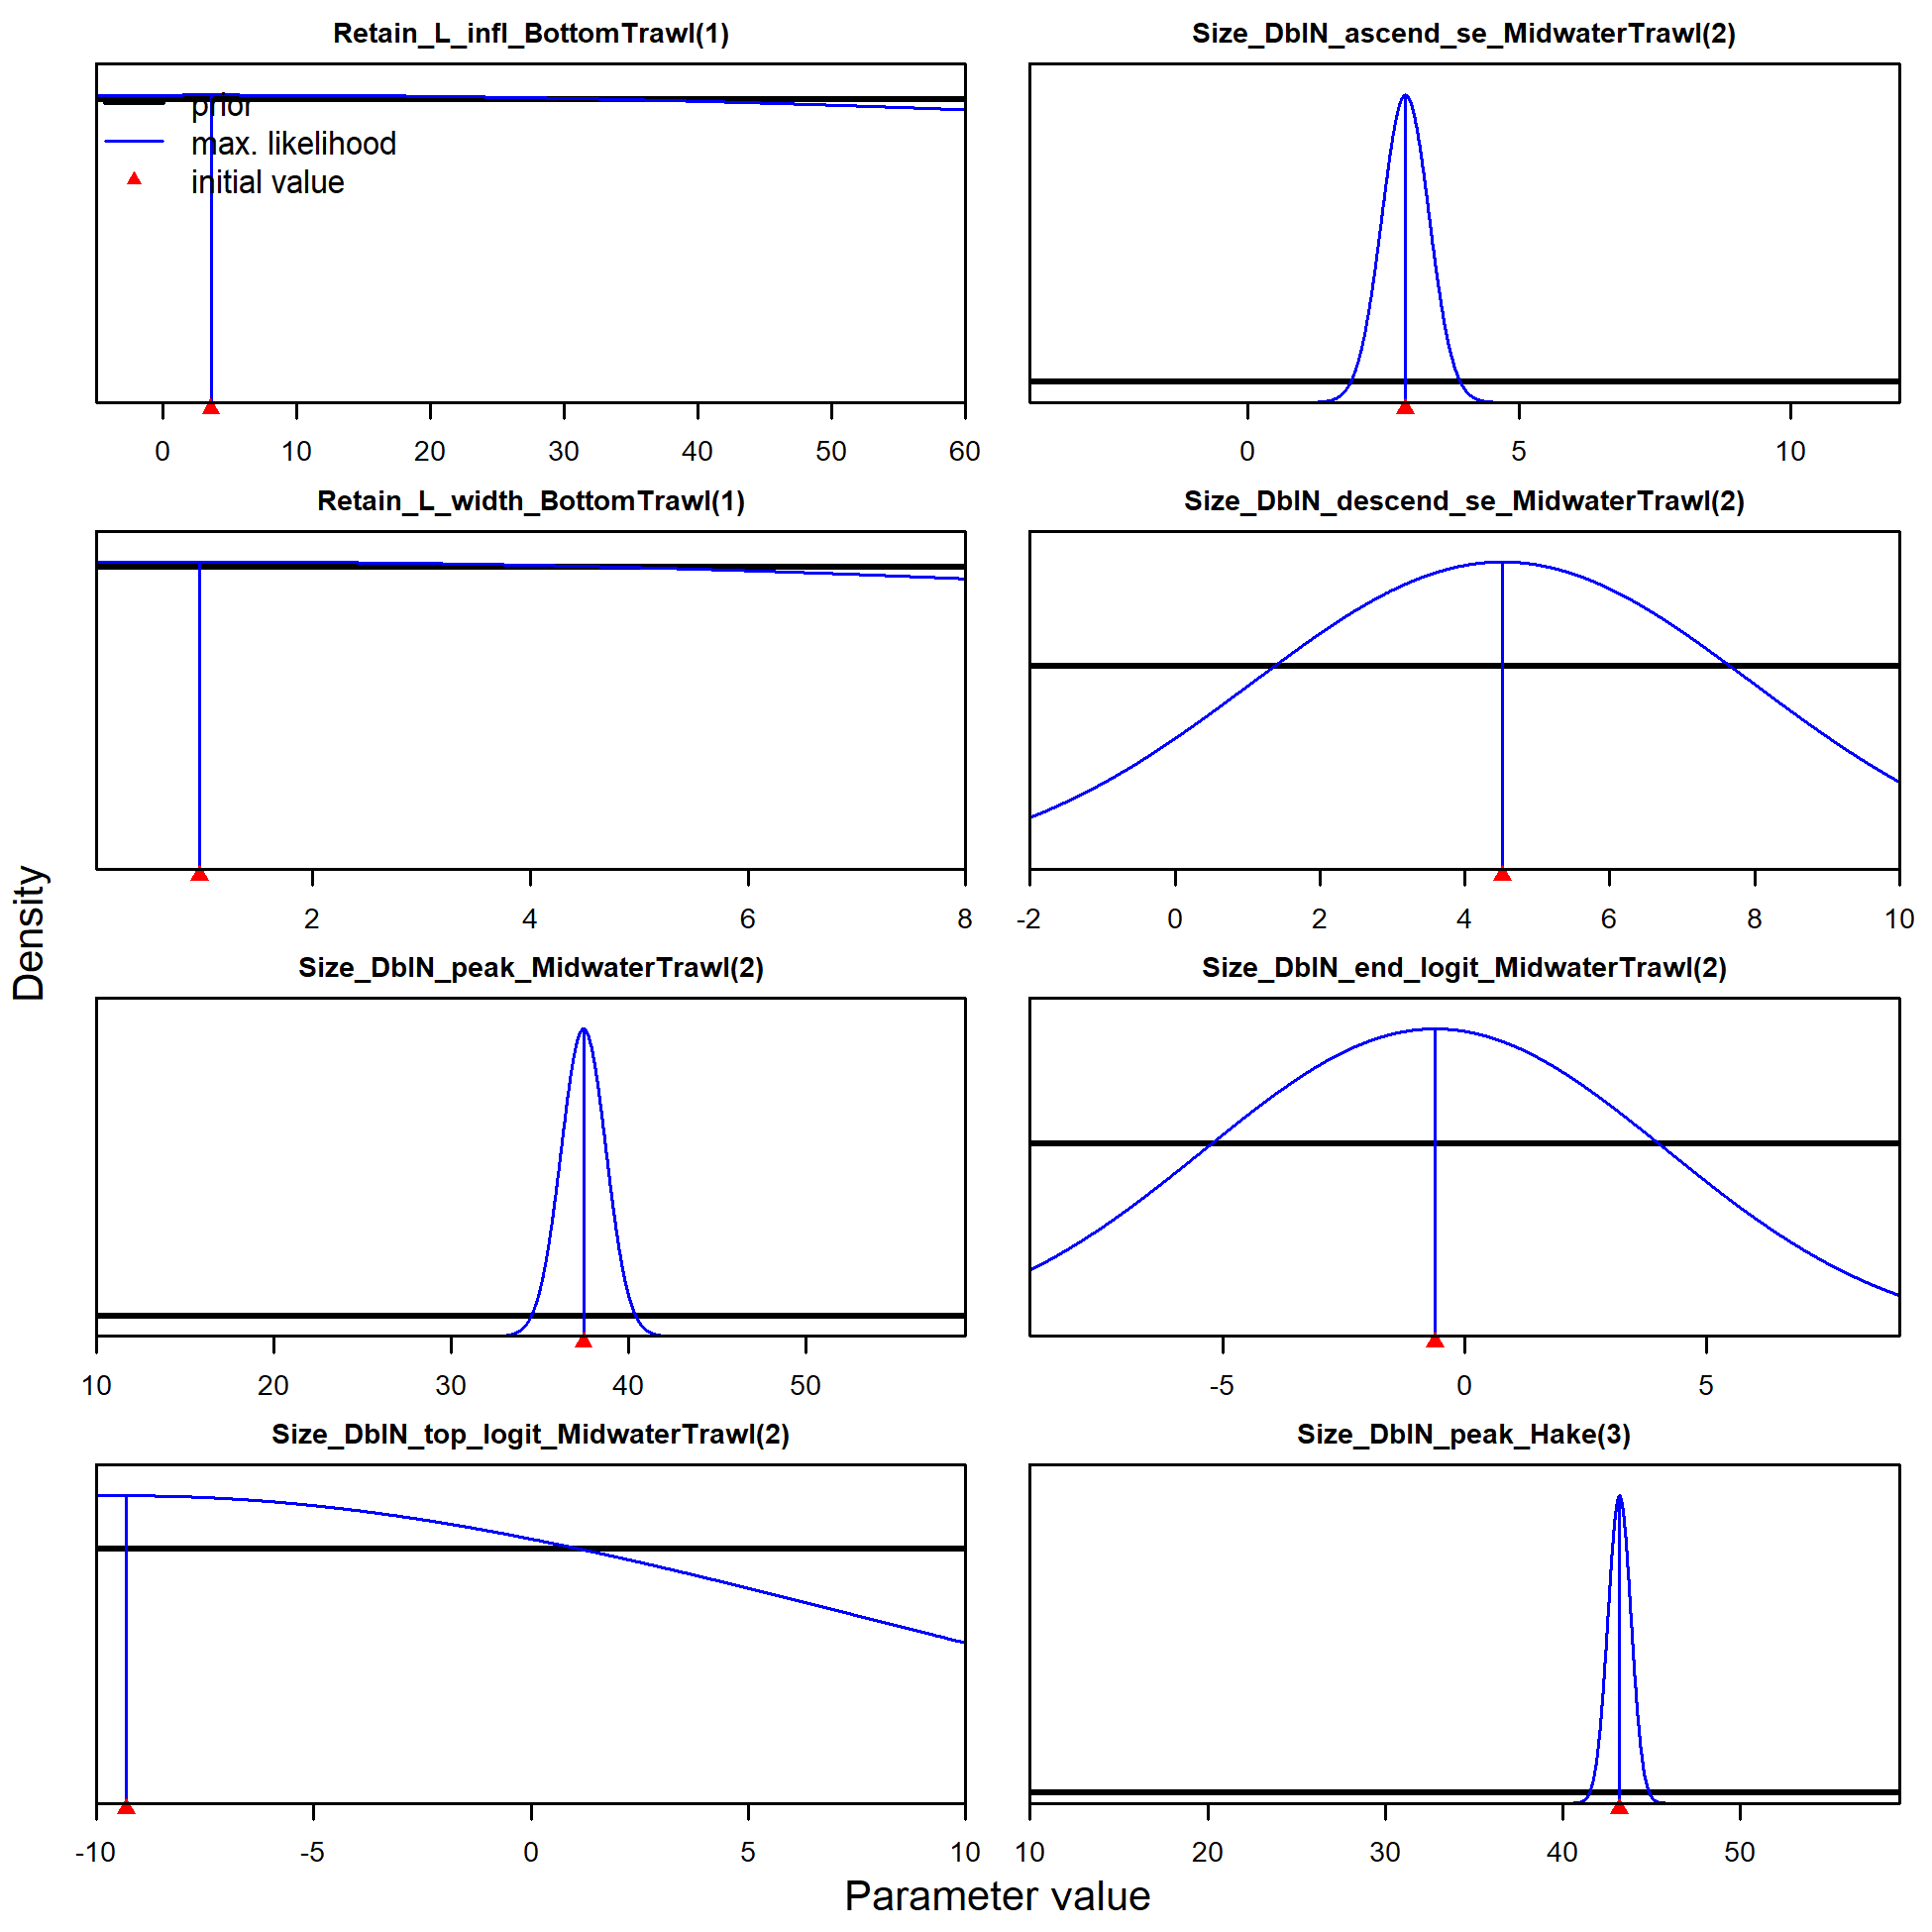 Retain_L_infl_BottomTrawl(1)
prior
max. likelihood
initial value
0 10 20 30 40 50 60
Size_DblN_ascend_se_MidwaterTrawl(2)
0 5 10
Retain_L_width_BottomTrawl(1)
2 4 6 8
Size_DblN_descend_se_MidwaterTrawl(2)
-2 0 2 4 6 8 10
Size_DblN_peak_MidwaterTrawl(2)
10 20 30 40 50
Size_DblN_end_logit_MidwaterTrawl(2)
-5 0 5
Size_DblN_top_logit_MidwaterTrawl(2)
-10 -5 0 5 10
Size_DblN_peak_Hake(3)
10 20 30 40 50
Density
Parameter value